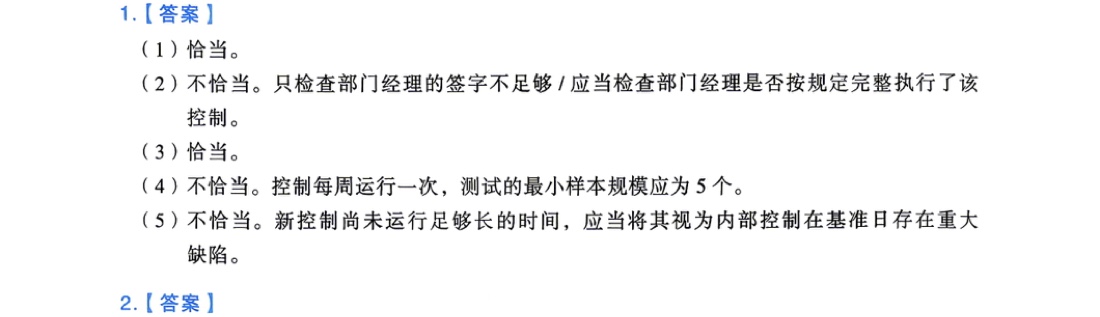 1.【答案】
（1）恰当。
（2）不恰当。只检查部门经理的签字不足够 / 应当检查部门经理是否按规定完整执行了该
控制。
（3）恰当。
（4）不恰当。控制每周运行一次，测试的最小样本规模应为 5 个。
（5）不恰当。新控制尚未运行足够长的时间，应当将其视为内部控制在基准日存在重大
缺陷。
2.【答案】